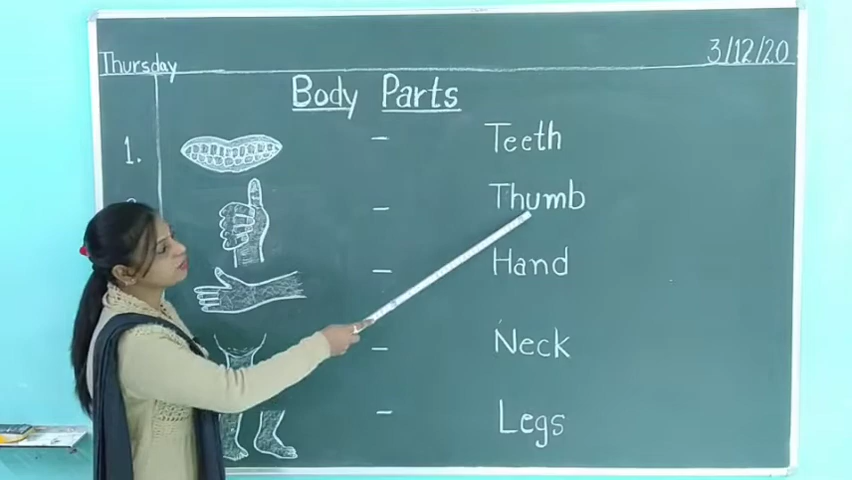 Thursday 3/12/20
Body Parts
1. - Teeth
- Thumb
- Hand
- Neck
- Legs